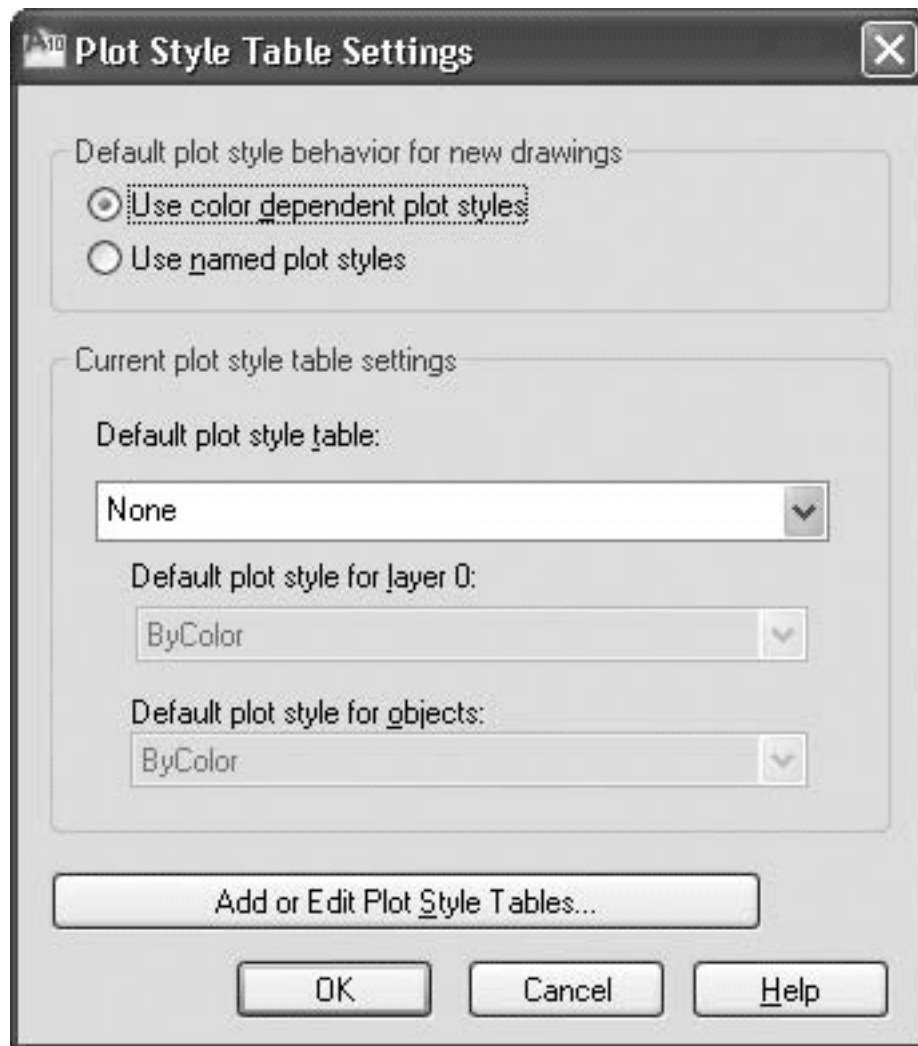 Plot Style Table Settings
Default plot style behavior for new drawings
Use color dependent plot styles
Use named plot styles
Current plot style table settings
Default plot style table:
None
Default plot style for layer 0:
ByColor
Default plot style for objects:
ByColor
Add or Edit Plot Style Tables...
OK
Cancel
Help